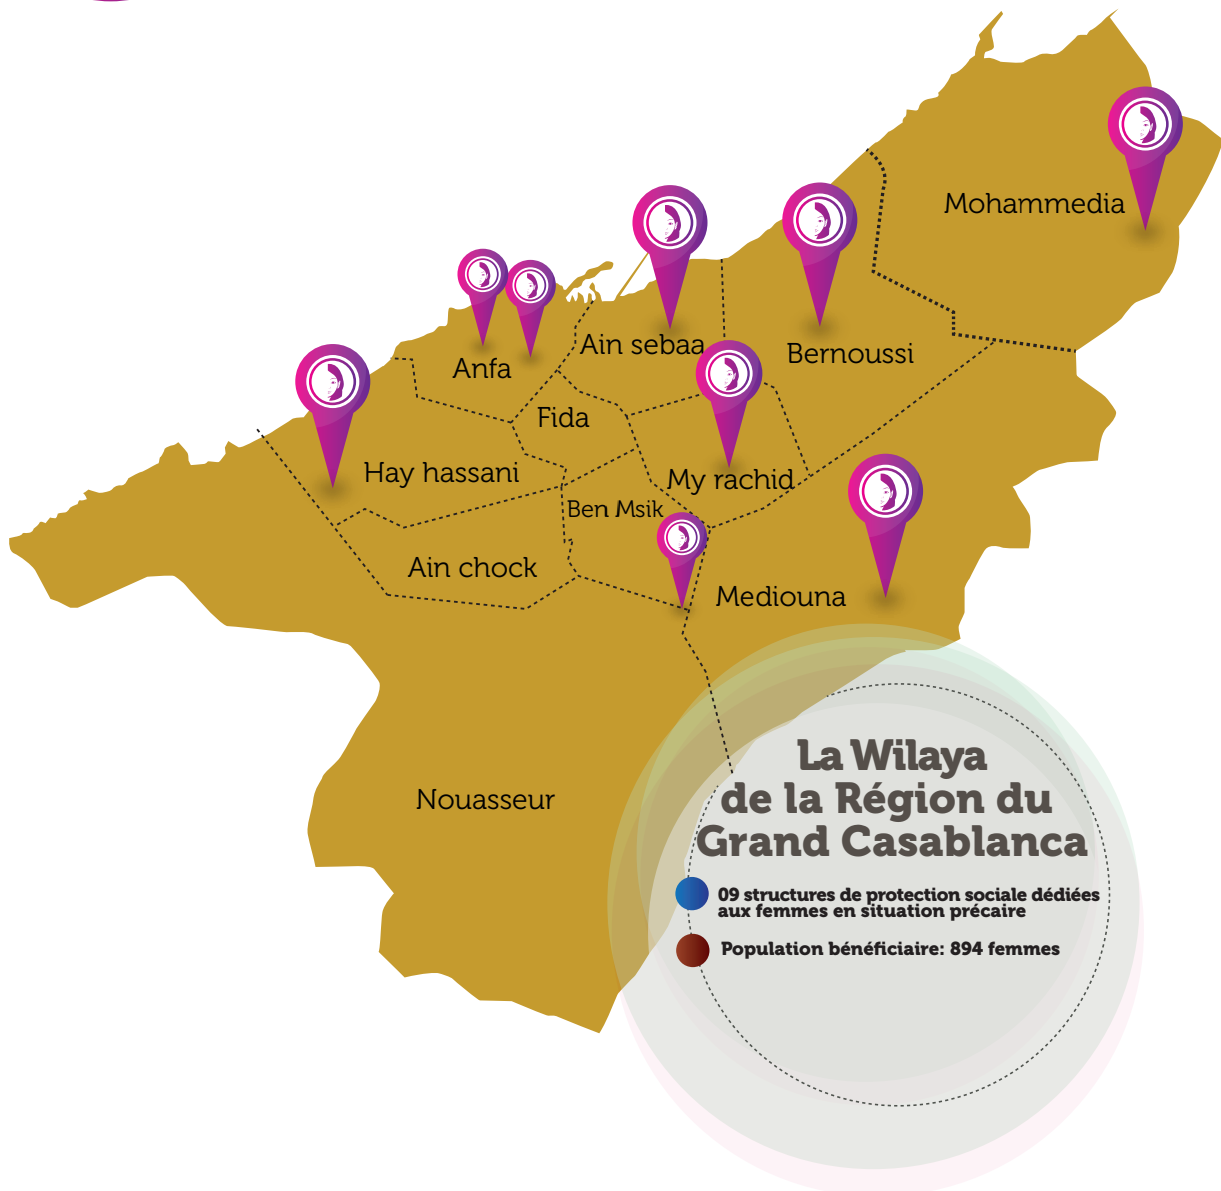 Mohammedia
Ain sebaa
Bernoussi
Anfa
Fida
Hay hassani
My rachid
Ben Msik
Ain chock
Mediouna
Nouasseur
La Wilaya
de la Région du
Grand Casablanca
09 structures de protection sociale dédiées
aux femmes en situation précaire
Population bénéficiaire: 894 femmes